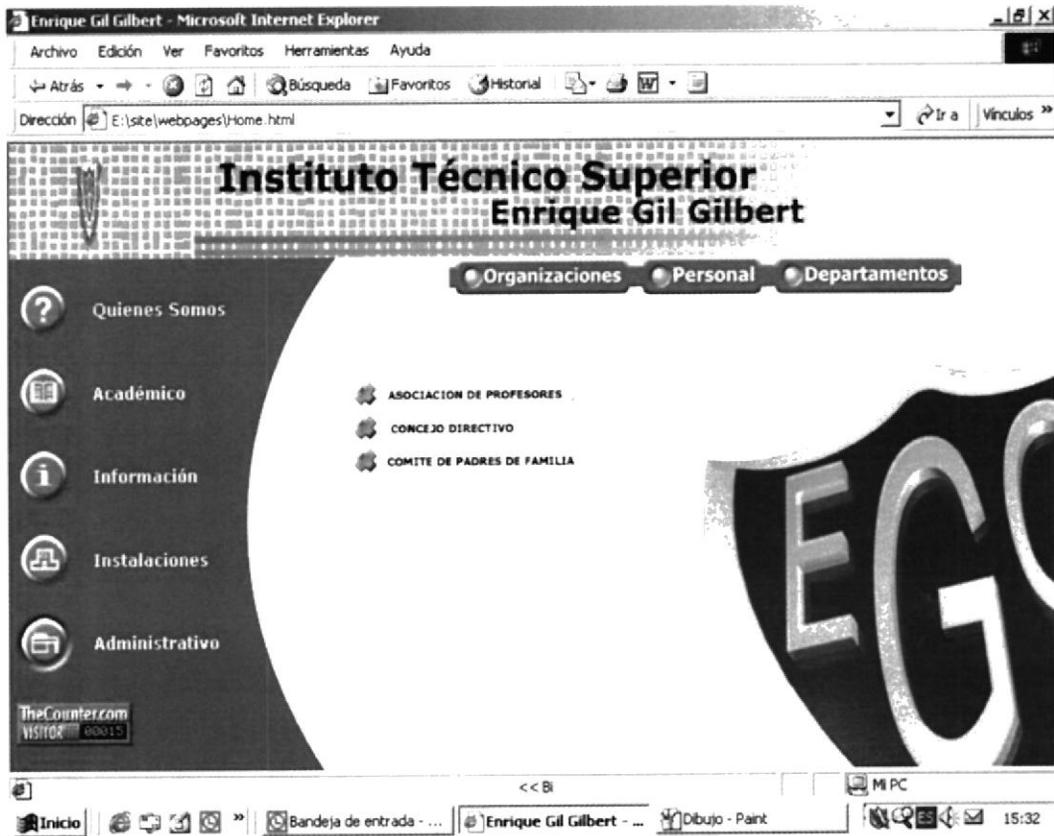 Enrique Gil Gilbert - Microsoft Internet Explorer
Archivo Edición Ver Favoritos Herramientas Ayuda
Atrás Búsqueda Favoritos Historial
Dirección E:\site\webpages\Home.html Ir a Vínculos »
Instituto Técnico Superior
Enrique Gil Gilbert
Organizaciones Personal Departamentos
Quienes Somos
Académico
ASOCIACION DE PROFESORES
CONCEJO DIRECTIVO
COMITE DE PADRES DE FAMILIA
Información
Instalaciones
Administrativo
EGG
TheCounter.com
VISITOR 00015
<< Bi Mi PC
Inicio » Bandeja de entrada - ... Enrique Gil Gilbert - ... Dibujo - Paint ES 15:32